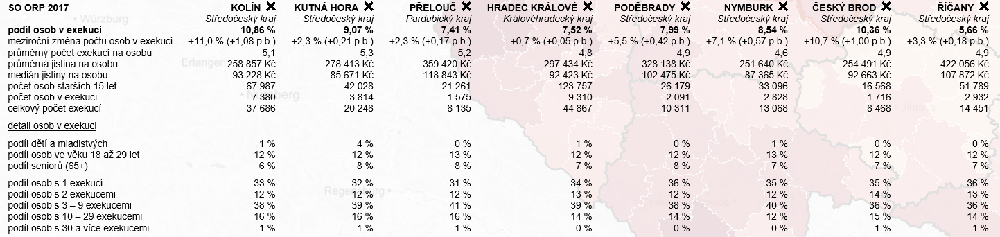 SO ORP 2017 KOLÍN ✕ KUTNÁ HORA ✕ PŘELOUČ ✕ HRADEC KRÁLOVÉ ✕ PODĚBRADY ✕ NYMBURK ✕ ČESKÝ BROD ✕ ŘÍČANY ✕
Středočeský kraj Středočeský kraj Pardubický kraj Královéhradecký kraj Středočeský kraj Středočeský kraj Středočeský kraj Středočeský kraj
Würzburg
podíl osob v exekuci 10,86 % 9,07 % 7,41 % 7,52 % 7,99 % 8,54 % 10,36 % 5,66 %
meziroční změna počtu osob v exekuci +11,0 % (+1,08 p.b.) +2,3 % (+0,21 p.b.) +2,3 % (+0,17 p.b.) +0,7 % (+0,05 p.b.) +5,5 % (+0,42 p.b.) +7,1 % (+0,57 p.b.) +10,7 % (+1,00 p.b.) +3,3 % (+0,18 p.b.)
průměrný počet exekucí na osobu 5,1 5,3 5,2 4,8 4,9 4,6 4,9 4,9
Erlangen
průměrná jistina na osobu 258 857 Kč 278 413 Kč 359 420 Kč 297 434 Kč 328 138 Kč 251 640 Kč 254 491 Kč 422 056 Kč
medián jistiny na osobu 93 228 Kč 85 671 Kč 118 843 Kč 92 423 Kč 102 475 Kč 87 365 Kč 92 663 Kč 107 872 Kč
počet osob starších 15 let 67 987 42 028 21 261 123 757 26 179 33 096 16 568 51 789
počet osob v exekuci 7 380 3 814 1 575 9 310 2 091 2 828 1 716 2 932
celkový počet exekucí 37 686 20 248 8 135 44 867 10 311 13 068 8 468 14 451
Jihlava
detail osob v exekuci
podíl dětí a mladistvých 1 % 4 % 0 % 1 % 0 % 1 % 0 % 0 %
podíl osob ve věku 18 až 29 let 12 % 12 % 13 % 12 % 12 % 13 % 12 % 12 %
podíl seniorů (65+) 6 % 8 % 8 % 7 % 8 % 7 % 7 % 7 %
podíl osob s 1 exekucí 33 % 32 % 31 % 34 % 36 % 35 % 35 % 36 %
Regensburg
podíl osob s 2 exekucemi 12 % 12 % 12 % 13 % 12 % 12 % 14 % 13 %
podíl osob s 3 – 9 exekucemi 38 % 39 % 41 % 39 % 38 % 40 % 36 % 36 %
podíl osob s 10 – 29 exekucemi 16 % 16 % 16 % 14 % 14 % 12 % 15 % 14 %
podíl osob s 30 a více exekucemi 1 % 1 % 1 % 0 % 0 % 0 % 1 % 1 %